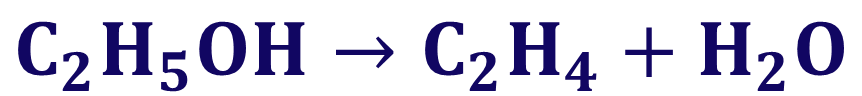 C₂H₅OH → C₂H₄ + H₂O